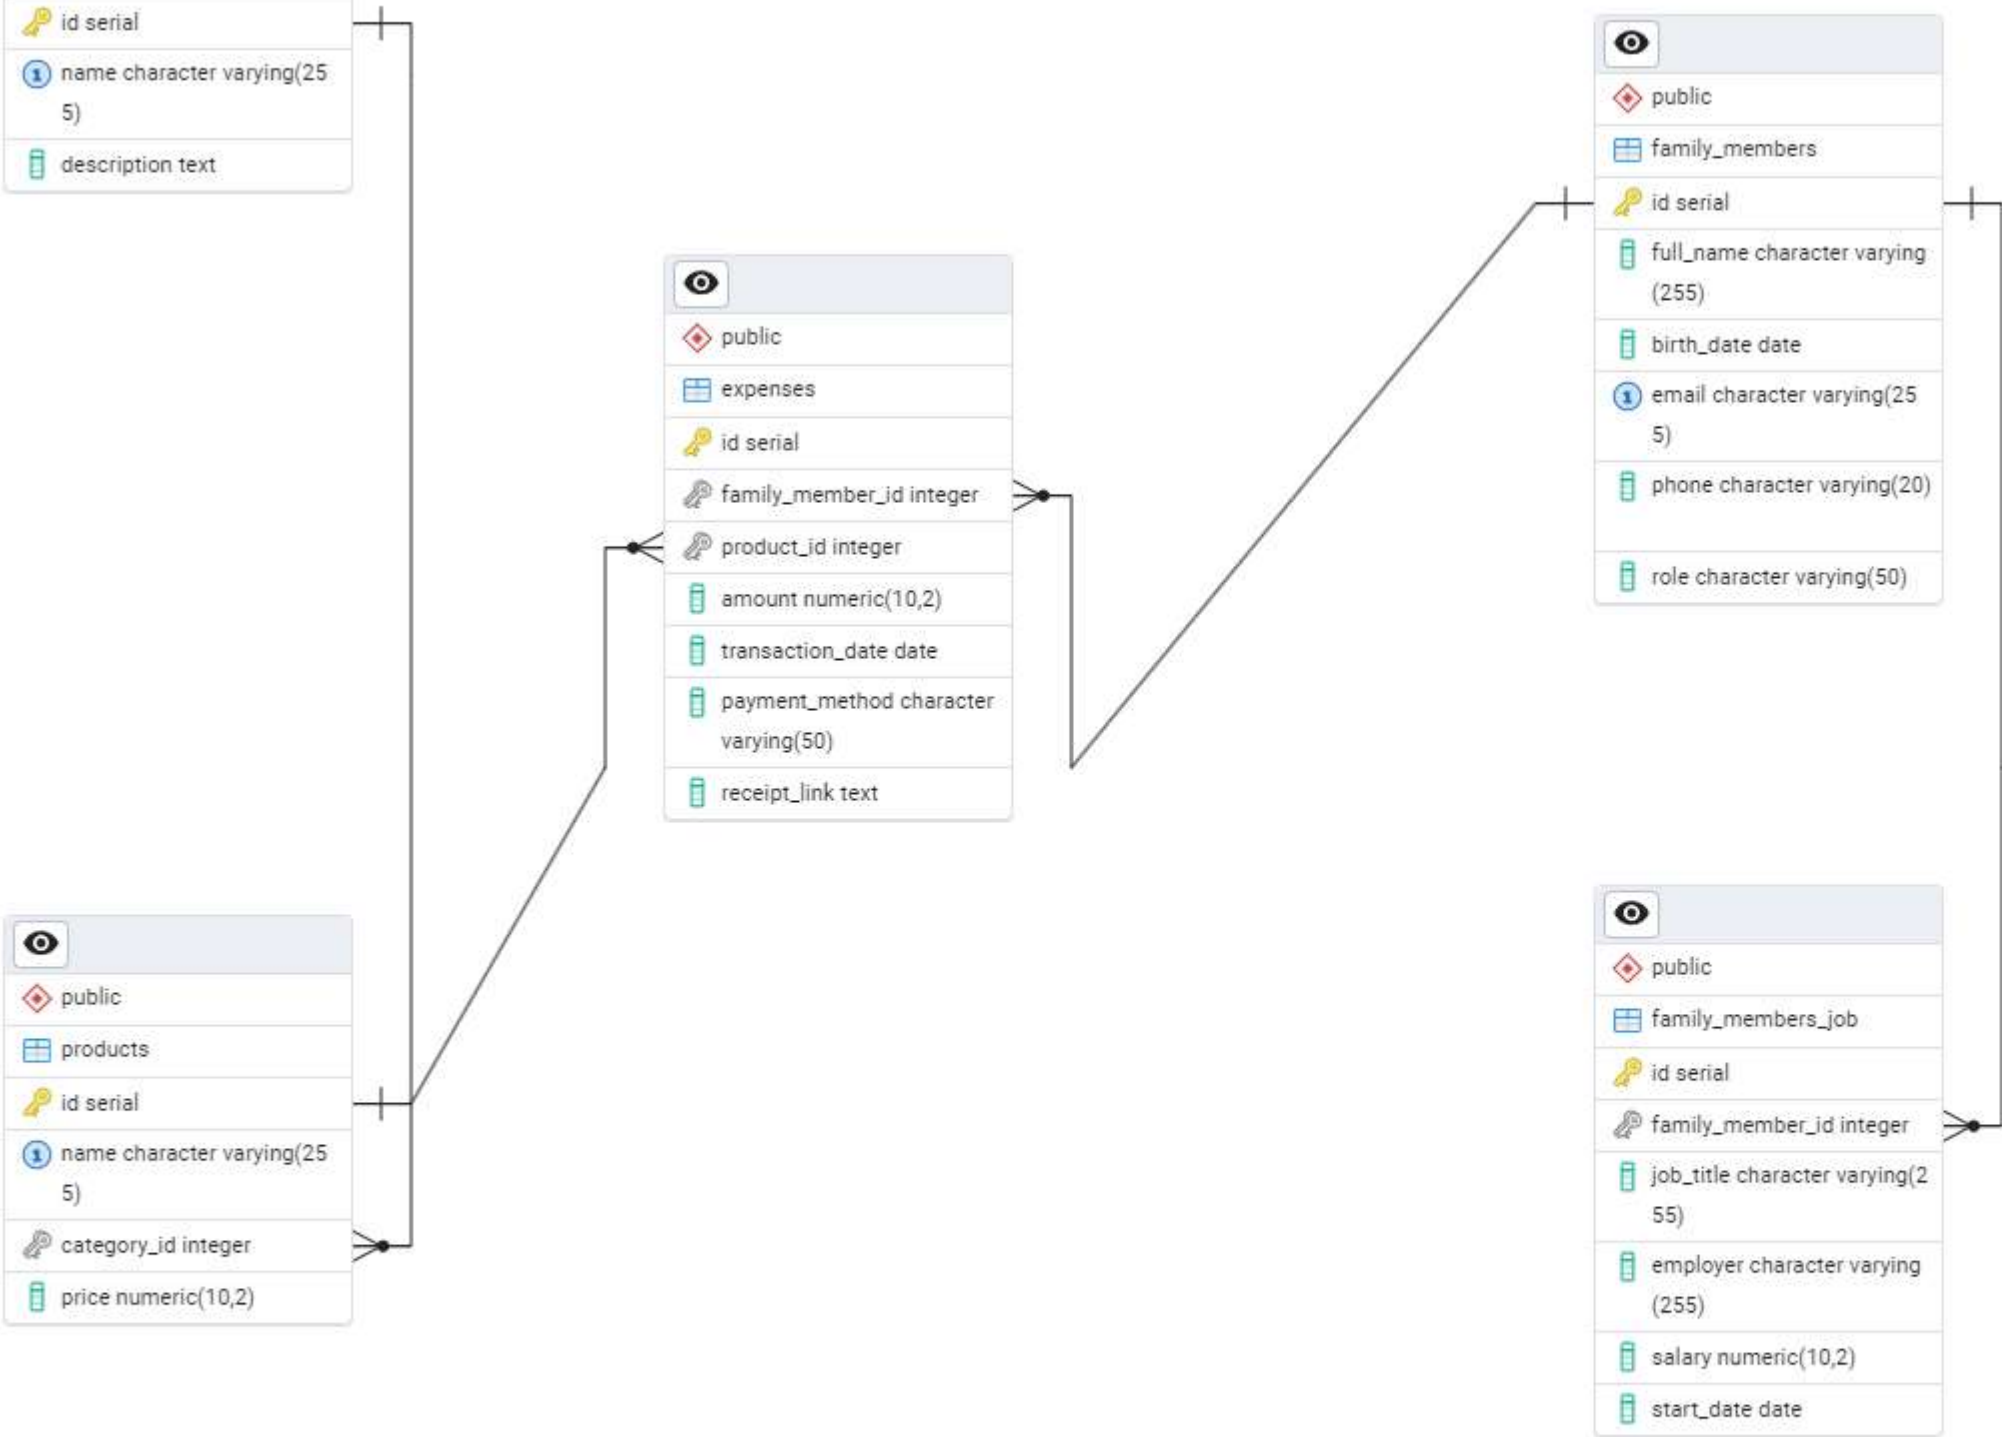 id serial
name character varying(25
5)
description text
public
expenses
id serial
family_member_id integer
product_id integer
amount numeric(10,2)
transaction_date date
payment_method character
varying(50)
receipt_link text
public
family_members
id serial
full_name character varying
(255)
birth_date date
email character varying(25
5)
phone character varying(20)
role character varying(50)
public
products
id serial
name character varying(25
5)
category_id integer
price numeric(10,2)
public
family_members_job
id serial
family_member_id integer
job_title character varying(2
55)
employer character varying
(255)
salary numeric(10,2)
start_date date